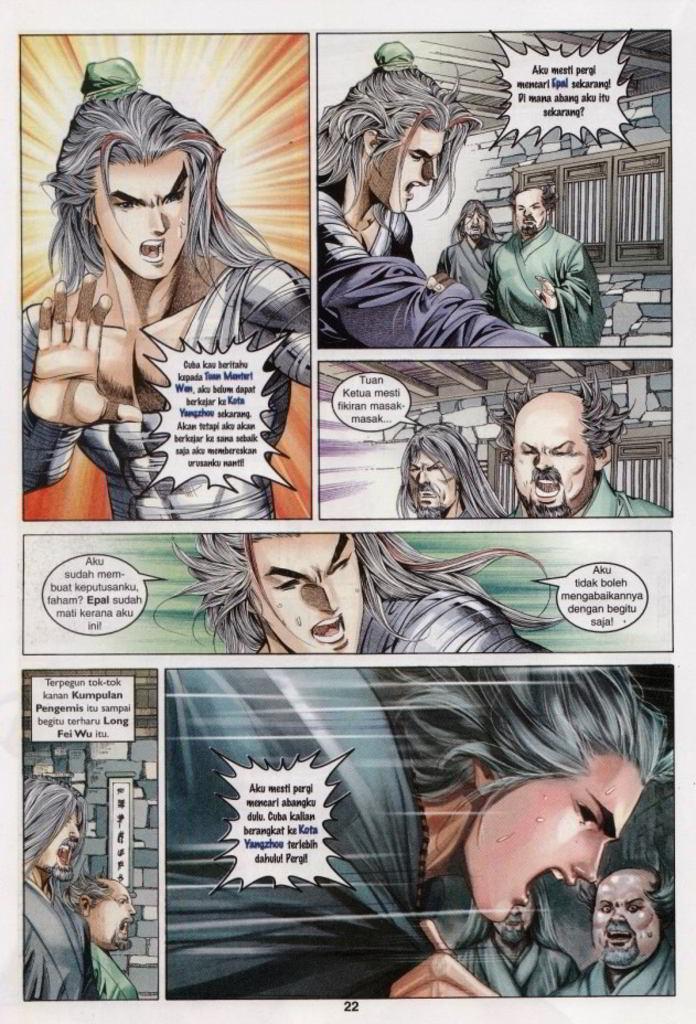 Cuba kau beritahu
kepada Tuan Menteri
Wen, aku belum dapat
berkejar ke Kota
Yangzhou sekarang.
Akan tetapi aku akan
berkejar ke sana sebaik
saja aku membereskan
urusanku nanti!
Aku mesti pergi
mencari Epal sekarang!
Di mana abang aku itu
sekarang?
Tuan
Ketua mesti
fikiran masak-
masak...
Aku
sudah mem-
buat keputusanku,
faham? Epal sudah
mati kerana aku
ini!
Aku
tidak boleh
mengabaikannya
dengan begitu
saja!
Terpegun tok-tok
kanan Kumpulan
Pengemis itu sampai
begitu terharu Long
Fei Wu itu.
Aku mesti pergi
mencari abangku
dulu. Cuba kalian
berangkat ke Kota
Yangzhou terlebih
dahulu! Pergi!
22